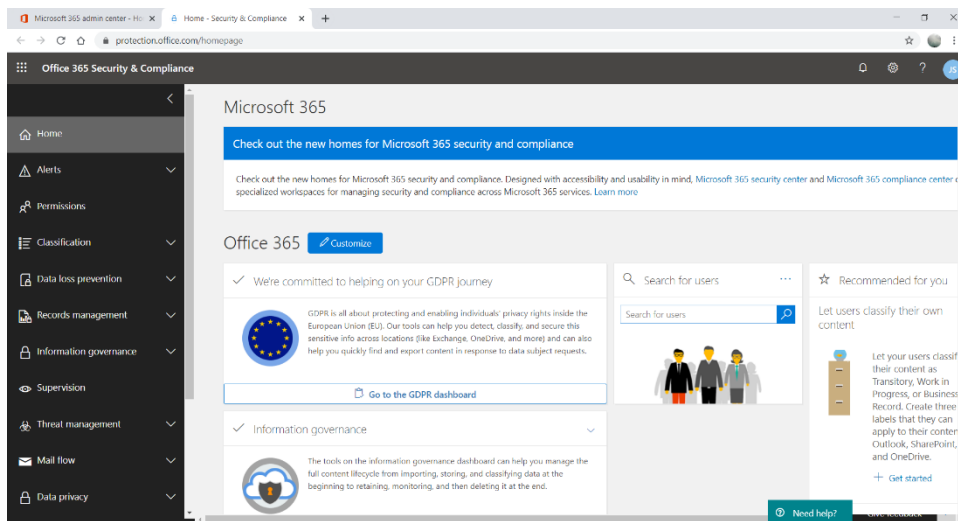 Microsoft 365 admin center - Ho
Home - Security & Compliance
protection.office.com/homepage
Office 365 Security & Compliance
JS
Home
Alerts
Permissions
Classification
Data loss prevention
Records management
Information governance
Supervision
Threat management
Mail flow
Data privacy
Microsoft 365
Check out the new homes for Microsoft 365 security and compliance
Check out the new homes for Microsoft 365 security and compliance. Designed with accessibility and usability in mind, Microsoft 365 security center and Microsoft 365 compliance center
specialized workspaces for managing security and compliance across Microsoft 365 services. Learn more
Office 365
Customize
We're committed to helping on your GDPR journey
GDPR is all about protecting and enabling individuals' privacy rights inside the
European Union (EU). Our tools can help you detect, classify, and secure this
sensitive info across locations (like Exchange, OneDrive, and more) and can also
help you quickly find and export content in response to data subject requests.
Go to the GDPR dashboard
Information governance
The tools on the information governance dashboard can help you manage the
full content lifecycle from importing, storing, and classifying data at the
beginning to retaining, monitoring, and then deleting it at the end.
Search for users
Search for users
Recommended for you
Let users classify their own
content
Let your users classif
their content as
Transitory, Work in
Progress, or Business
Record. Create three
labels that they can
apply to their conten
Outlook, SharePoint,
and OneDrive.
Get started
Need help?
Give feedback